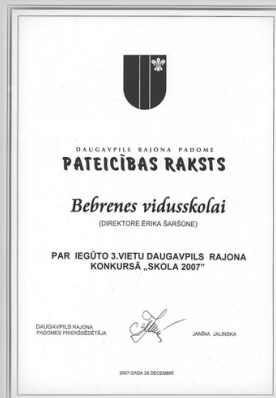 DAUGAVPILS RAJONA PADOME
PATEICĪBAS RAKSTS
Bebrenes vidusskolai
(DIREKTORE ĒRIKA ŠARŠŪNE)
PAR IEGŪTO 3.VIETU DAUGAVPILS RAJONA
KONKURSĀ „SKOLA 2007”
DAUGAVPILS RAJONA
PADOMES PRIEKŠSĒDĒTĀJA
JANĪNA JALINSKA
2007.GADA 28.DECEMBRĪ